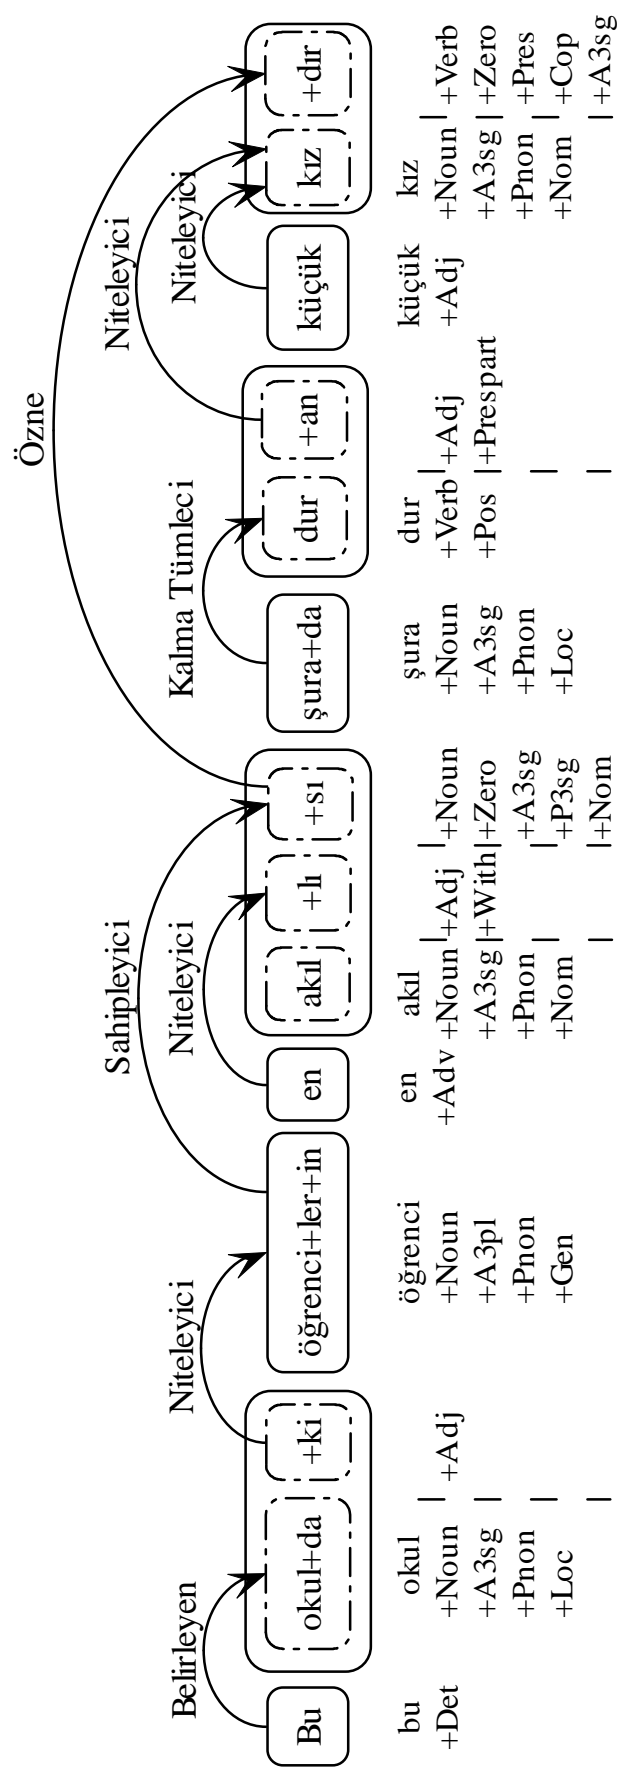 Özne
Sahipleyici
Niteleyici
Belirleyen
Niteleyici
Niteleyici
Kalma Tümleci
Niteleyici
Bu
okul+da
+ki
öğrenci+ler+in
en
akıl
+lı
+sı
şura+da
dur
+an
küçük
kız
+dır
bu
+Det
okul
+Noun
+A3sg
+Pnon
+Loc
+Adj
öğrenci
+Noun
+A3pl
+Pnon
+Gen
en
+Adv
akıl
+Noun
+A3sg
+Pnon
+Nom
+Adj
+With
+Noun
+Zero
+A3sg
+P3sg
+Nom
şura
+Noun
+A3sg
+Pnon
+Loc
dur
+Verb
+Pos
+Adj
+Prespart
küçük
+Adj
kız
+Noun
+A3sg
+Pnon
+Nom
+Verb
+Zero
+Pres
+Cop
+A3sg